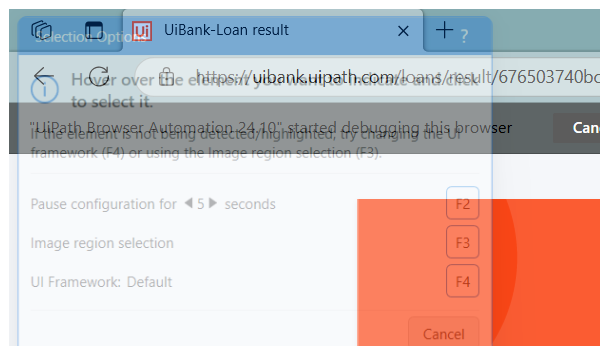 Selection Options
Ui UiBank-Loan result
?
Hover over the element you want to indicate and click
to select it.
https://uibank.uipath.com/loans/result/676503740bc
"UiPath Browser Automation 24.10" started debugging this browser
Canc
If the element is not being detected/highlighted, try changing the UI
framework (F4) or using the Image region selection (F3).
Pause configuration for 5 seconds
F2
Image region selection
F3
UI Framework: Default
F4
Cancel